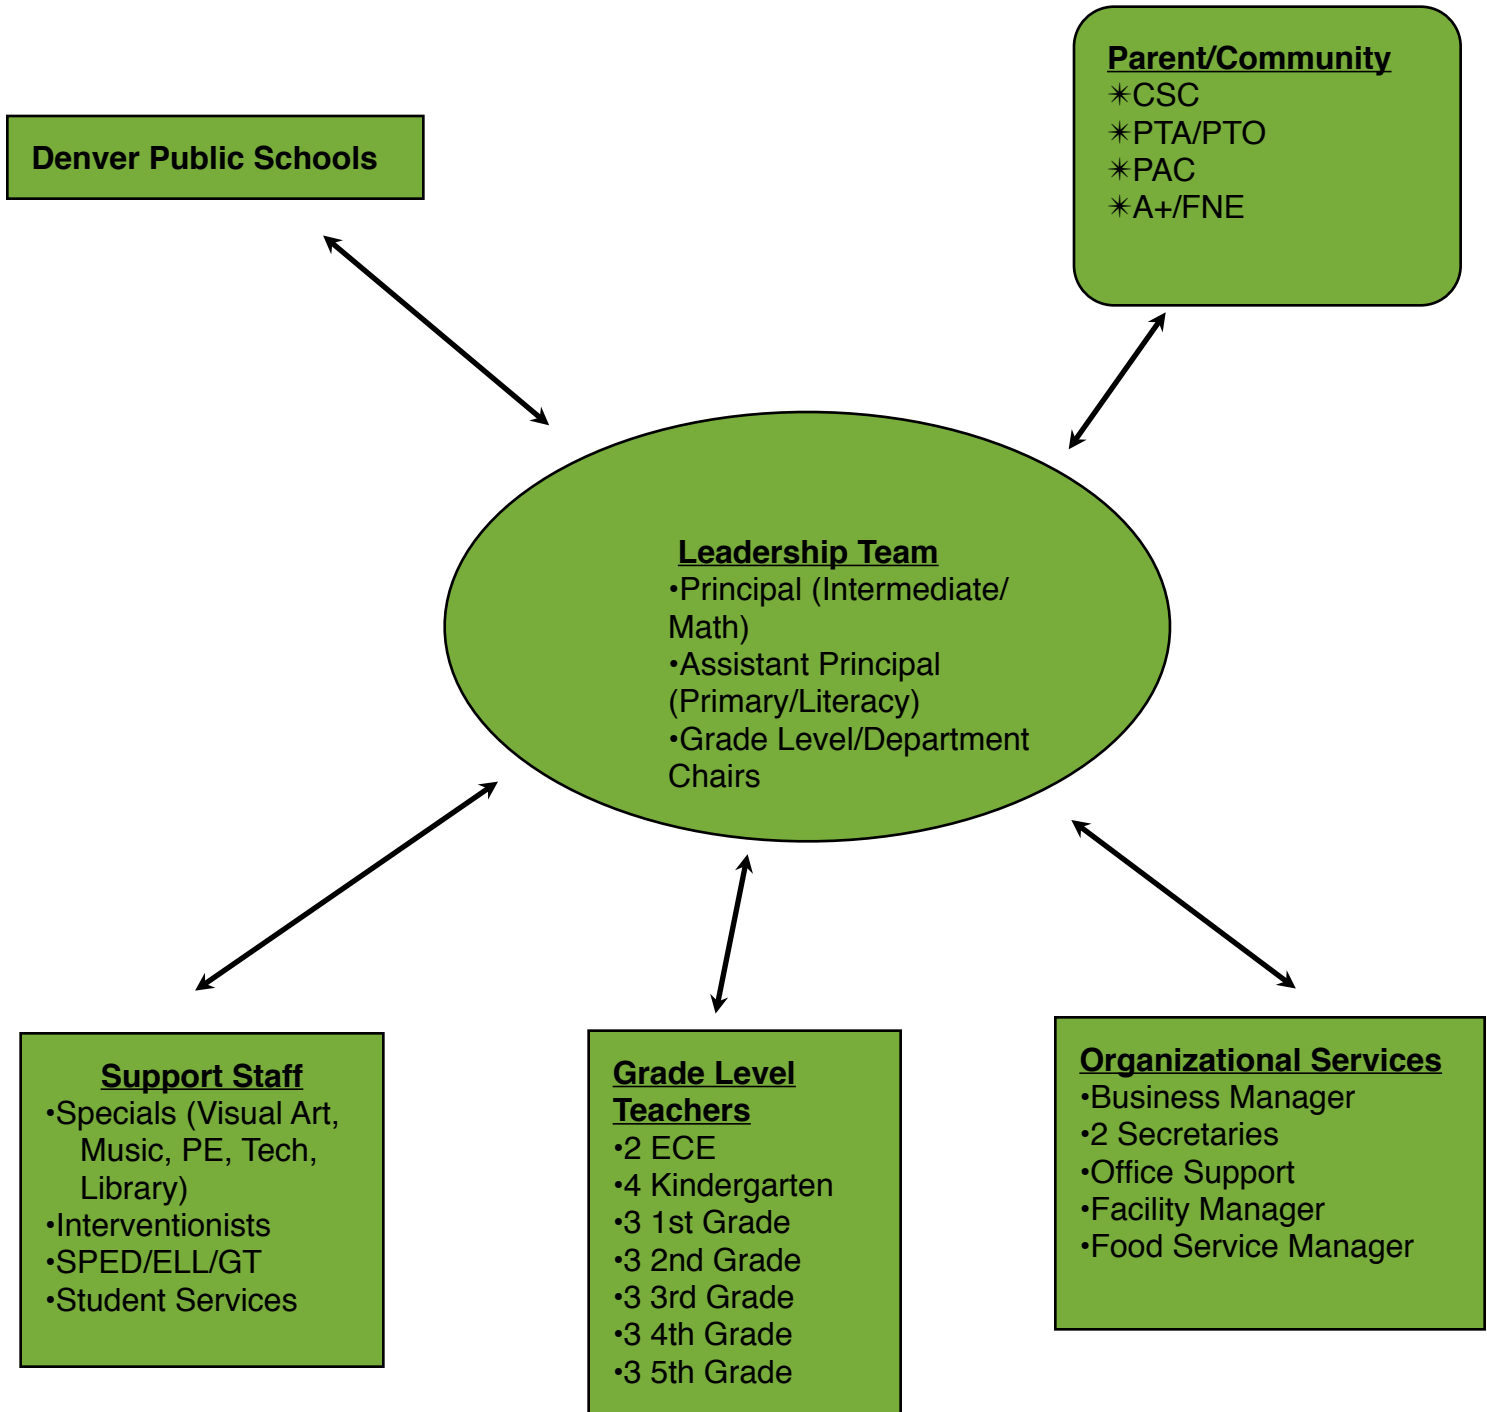 Denver Public Schools
Parent/Community
✴CSC
✴PTA/PTO
✴PAC
✴A+/FNE
Leadership Team
•Principal (Intermediate/
Math)
•Assistant Principal
(Primary/Literacy)
•Grade Level/Department
Chairs
Support Staff
•Specials (Visual Art,
Music, PE, Tech,
Library)
•Interventionists
•SPED/ELL/GT
•Student Services
Grade Level
Teachers
•2 ECE
•4 Kindergarten
•3 1st Grade
•3 2nd Grade
•3 3rd Grade
•3 4th Grade
•3 5th Grade
Organizational Services
•Business Manager
•2 Secretaries
•Office Support
•Facility Manager
•Food Service Manager